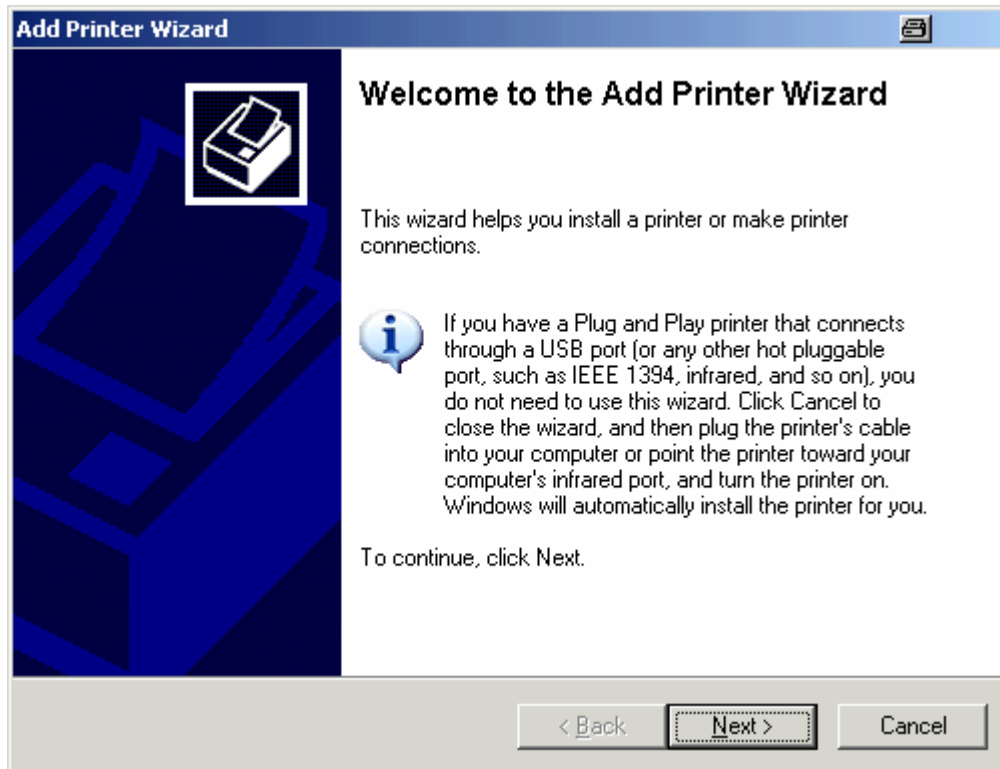 Add Printer Wizard
Welcome to the Add Printer Wizard
This wizard helps you install a printer or make printer
connections.
If you have a Plug and Play printer that connects
through a USB port (or any other hot pluggable
port, such as IEEE 1394, infrared, and so on), you
do not need to use this wizard. Click Cancel to
close the wizard, and then plug the printer's cable
into your computer or point the printer toward your
computer's infrared port, and turn the printer on.
Windows will automatically install the printer for you.
To continue, click Next.
< Back
Next >
Cancel